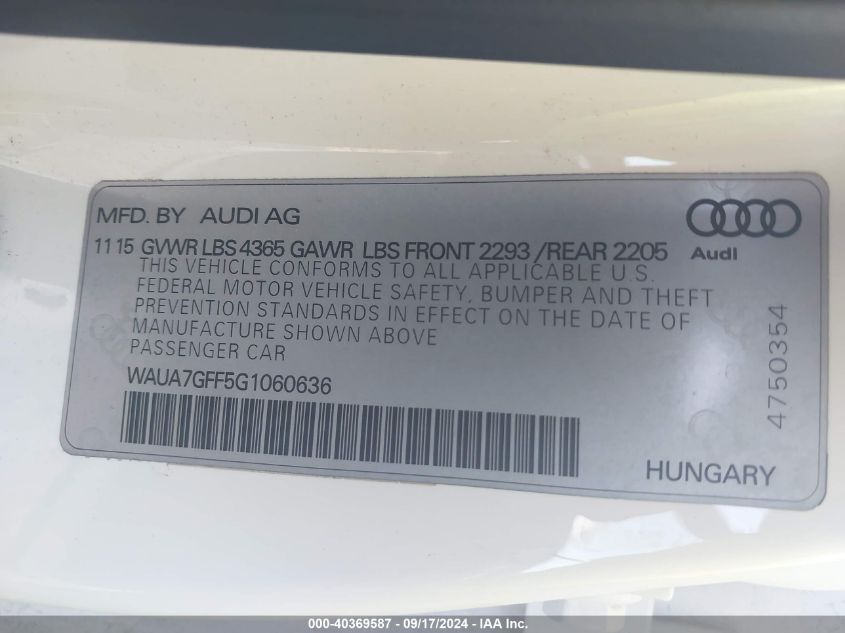 MFD. BY AUDI AG
11 15 GVWR LBS 4365 GAWR LBS FRONT 2293 /REAR 2205
Audi
THIS VEHICLE CONFORMS TO ALL APPLICABLE U.S.
FEDERAL MOTOR VEHICLE SAFETY, BUMPER AND THEFT
PREVENTION STANDARDS IN EFFECT ON THE DATE OF
MANUFACTURE SHOWN ABOVE
PASSENGER CAR
WAUA7GFF5G1060636
4750354
HUNGARY
000-40369587 - 09/17/2024 - IAA Inc.